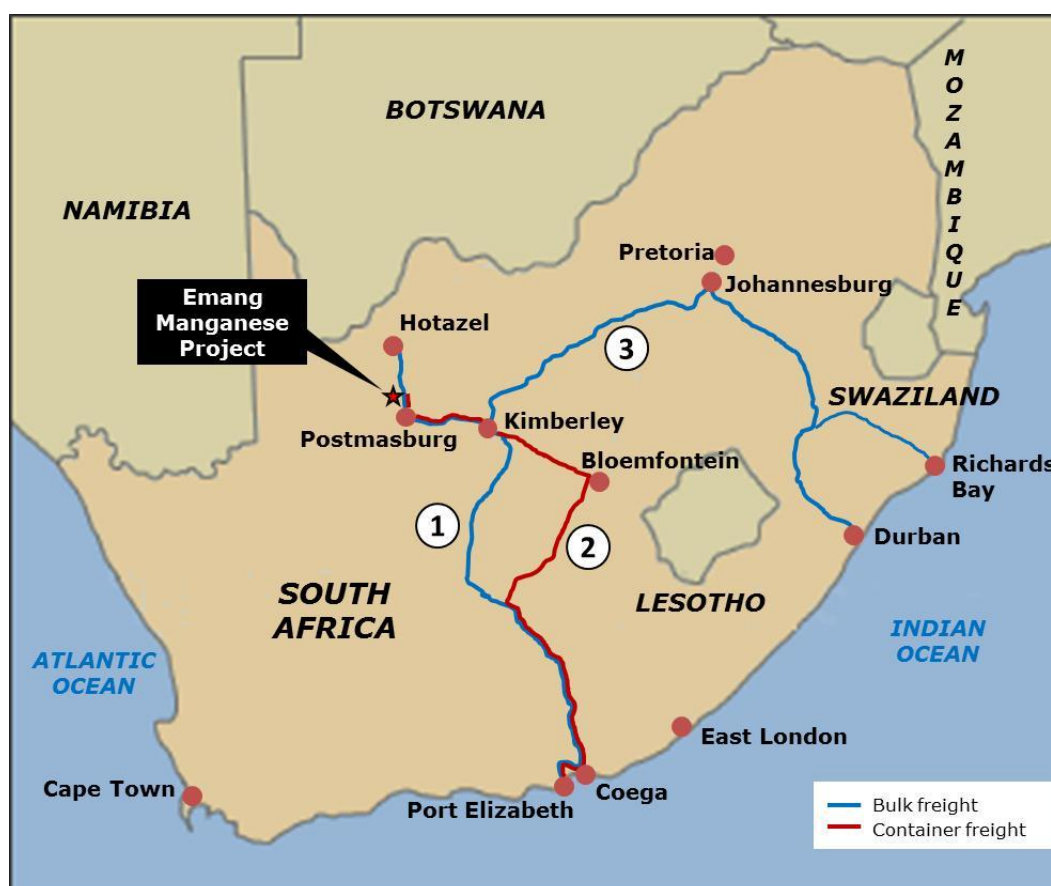 BOTSWANA
NAMIBIA
MOZAMBIQUE
Pretoria
Johannesburg
Emang
Manganese
Project
Hotazel
3
SWAZILAND
Postmasburg
Kimberley
Bloemfontein
Richards
Bay
1
2
Durban
SOUTH
AFRICA
LESOTHO
INDIAN
OCEAN
ATLANTIC
OCEAN
East London
Cape Town
Port Elizabeth
Coega
Bulk freight
Container freight